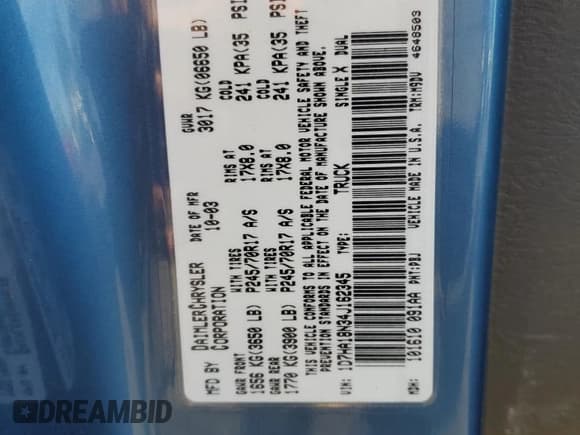 MFD BY DAIMLERCHRYSLER CORPORATION
DATE OF MFR 10-03
GVWR 3017 KG(06650 LB)
GAWR FRONT 1656 KG(3650 LB)
WITH TIRES P245/70R17 A/S
RIMS AT 17X8.0
COLD 241 KPA(35 PSI
GAWR REAR 1770 KG(3900 LB)
WITH TIRES P245/70R17 A/S
RIMS AT 17X8.0
COLD 241 KPA(35 PSI
THIS VEHICLE CONFORMS TO ALL APPLICABLE FEDERAL MOTOR VEHICLE SAFETY AND THEFT
PREVENTION STANDARDS IN EFFECT ON THE DATE OF MANUFACTURE SHOWN ABOVE.
VIN: 1D7HA18N34J162345 TYPE: TRUCK SINGLE X DUAL
MDH: 101610 091AA PNT:PBJ VEHICLE MADE IN U.S.A. TRM:M9DV 4648503
DREAMBID